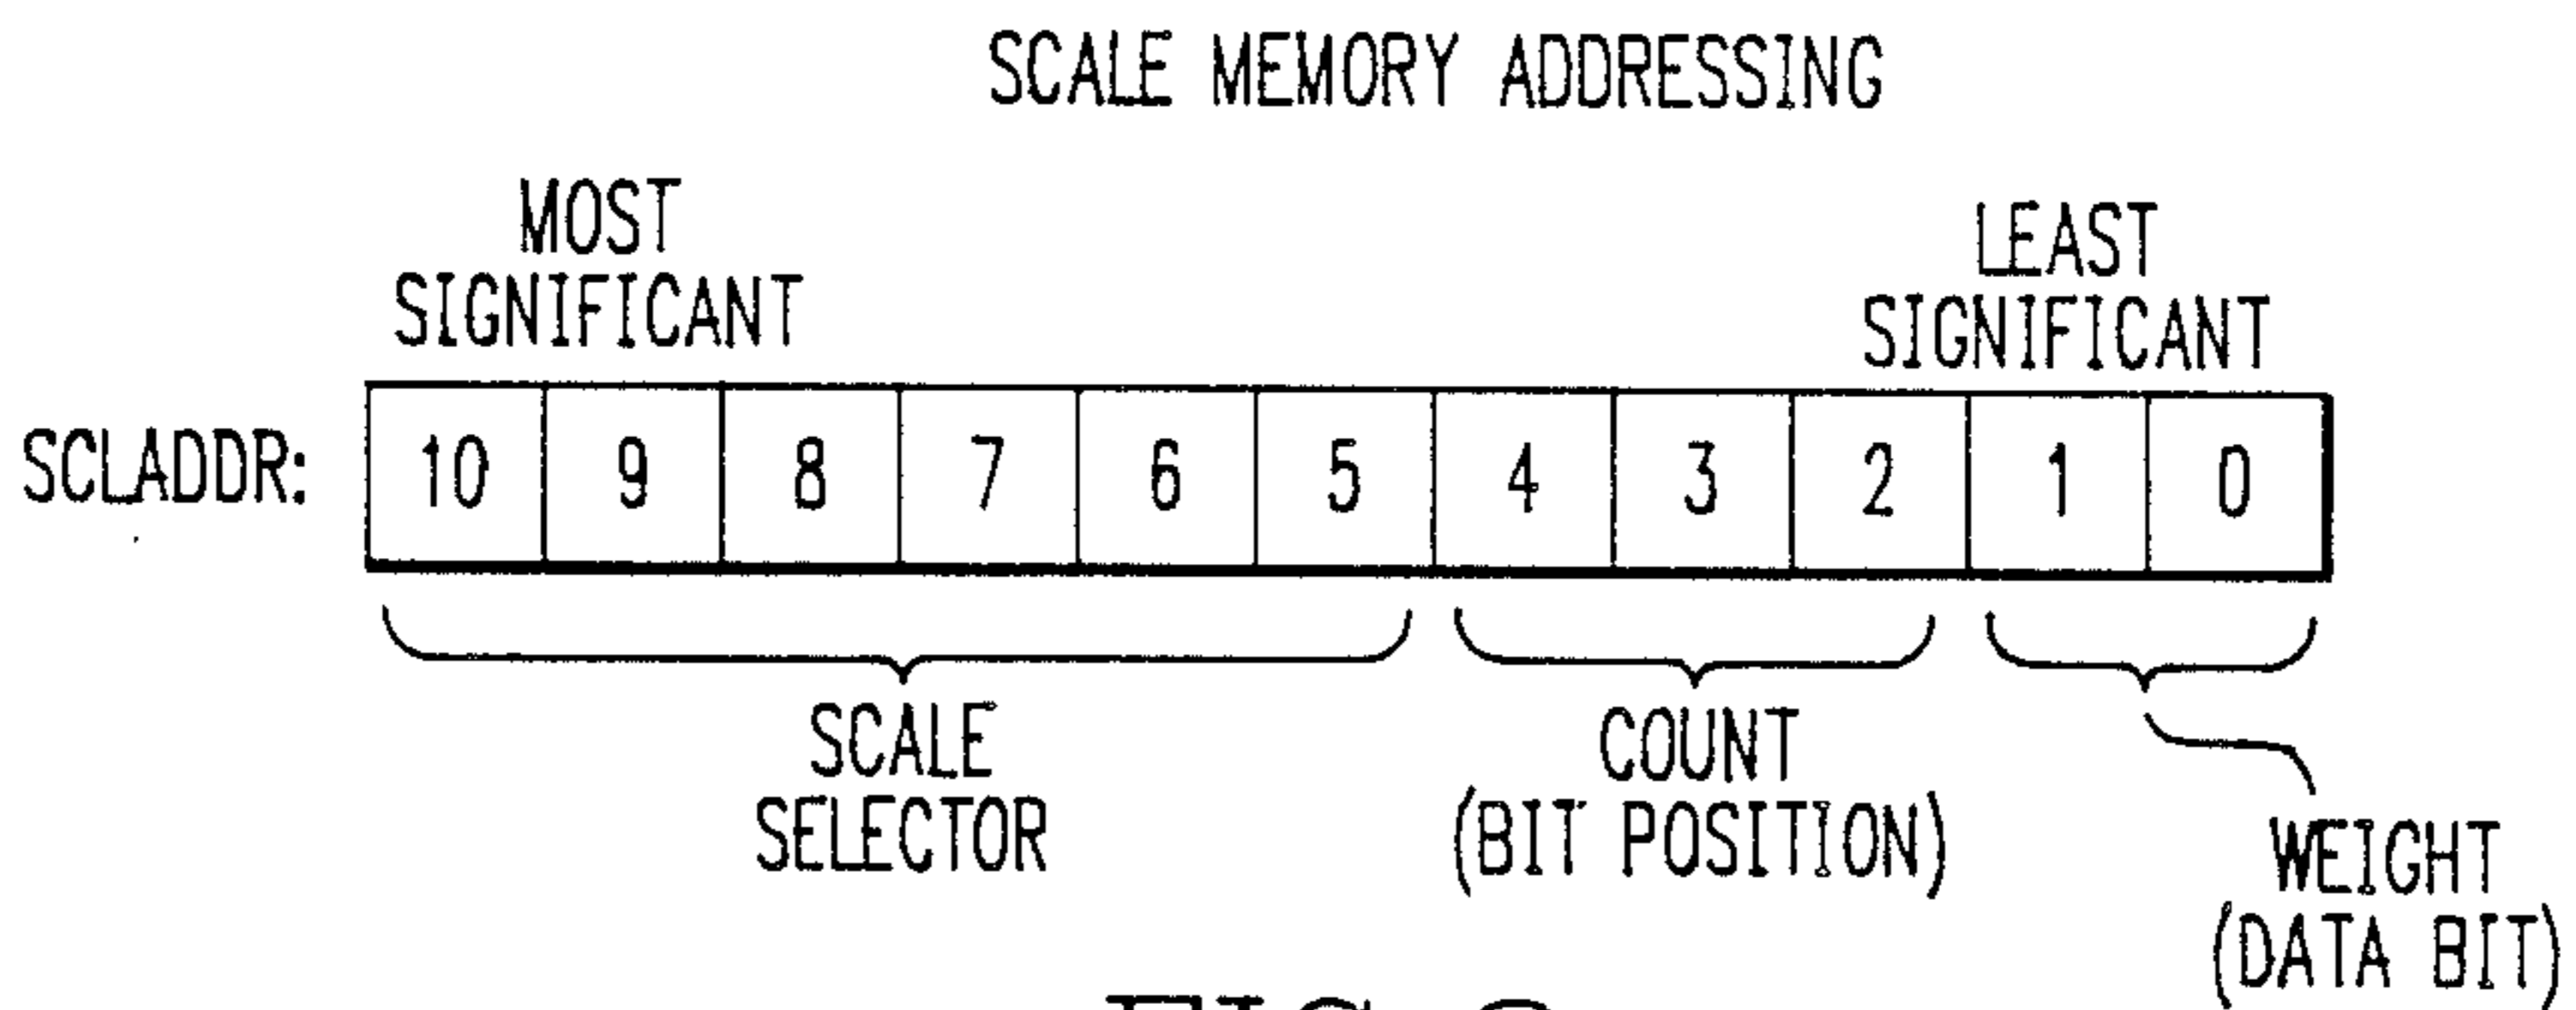 SCALE MEMORY ADDRESSING
MOST
SIGNIFICANT
LEAST
SIGNIFICANT
SCLADDR: 10 9 8 7 6 5 4 3 2 1 0
SCALE
SELECTOR
COUNT
(BIT POSITION)
WEIGHT
(DATA BIT)